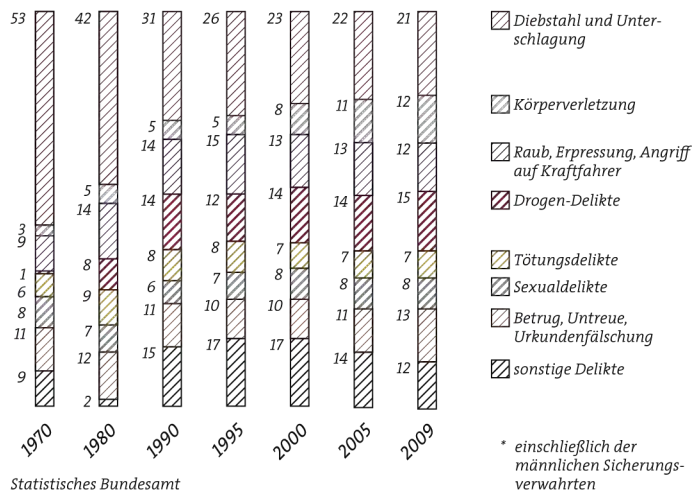 53 42 31 26 23 22 21
Diebstahl und Unter-
schlagung
3 5 5 5 8 11 12
Körperverletzung
9 14 14 15 13 13 12
Raub, Erpressung, Angriff
auf Kraftfahrer
1 8 14 12 14 14 15
Drogen-Delikte
6 9 8 8 7 7 7
Tötungsdelikte
8 7 6 7 8 8 8
Sexualdelikte
11 12 11 10 10 11 13
Betrug, Untreue,
Urkundenfälschung
9 2 15 17 17 14 12
sonstige Delikte
1970 1980 1990 1995 2000 2005 2009
* einschließlich der
männlichen Sicherungs-
verwahrten
Statistisches Bundesamt